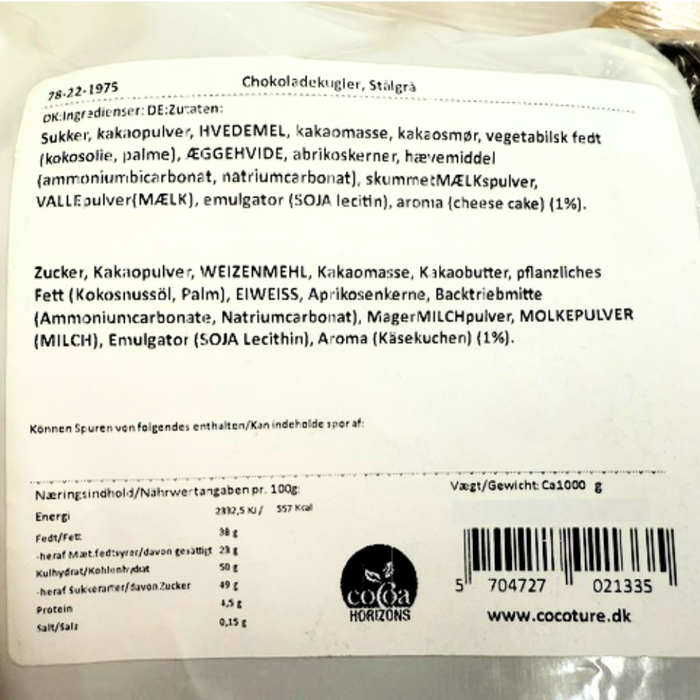 78-22-1975
Chokoladekugler, Stålgrå
DK:Ingredienser: DE:Zutaten:
Sukker, kakaopulver, HVEDEMEL, kakaomasse, kakaosmør, vegetabilsk fedt
(kokosolie, palme), ÆGGEHVIDE, abrikoskerner, hævemiddel
(ammoniumbicarbonat, natriumcarbonat), skummetMÆLKspulver,
VALLEpulver(MÆLK), emulgator (SOJA lecitin), aroma (cheese cake) (1%).
Zucker, Kakaopulver, WEIZENMEHL, Kakaomasse, Kakaobutter, pflanzliches
Fett (Kokosnussöl, Palm), EIWEISS, Aprikosenkerne, Backtriebmitte
(Ammoniumcarbonate, Natriumcarbonat), MagerMILCHpulver, MOLKEPULVER
(MILCH), Emulgator (SOJA Lecithin), Aroma (Käsekuchen) (1%).
Können Spuren von folgendes enthalten/Kan indeholde spor af:
Næringsindhold/Nährwertangaben pr. 100g:
Energi 2332,5 KJ/ 557 Kcal
Fedt/Fett 38 g
-heraf Mæt.fedtsyrer/davon gesättigt 23 g
Kulhydrat/Kohlenhydrat 50 g
-heraf Sukkerarter/davon Zucker 49 g
Protein 4,5 g
Salt/Salz 0,15 g
Vægt/Gewicht: Ca1000 g
cocoa
HORIZONS
5 704727 021335
www.cocoture.dk